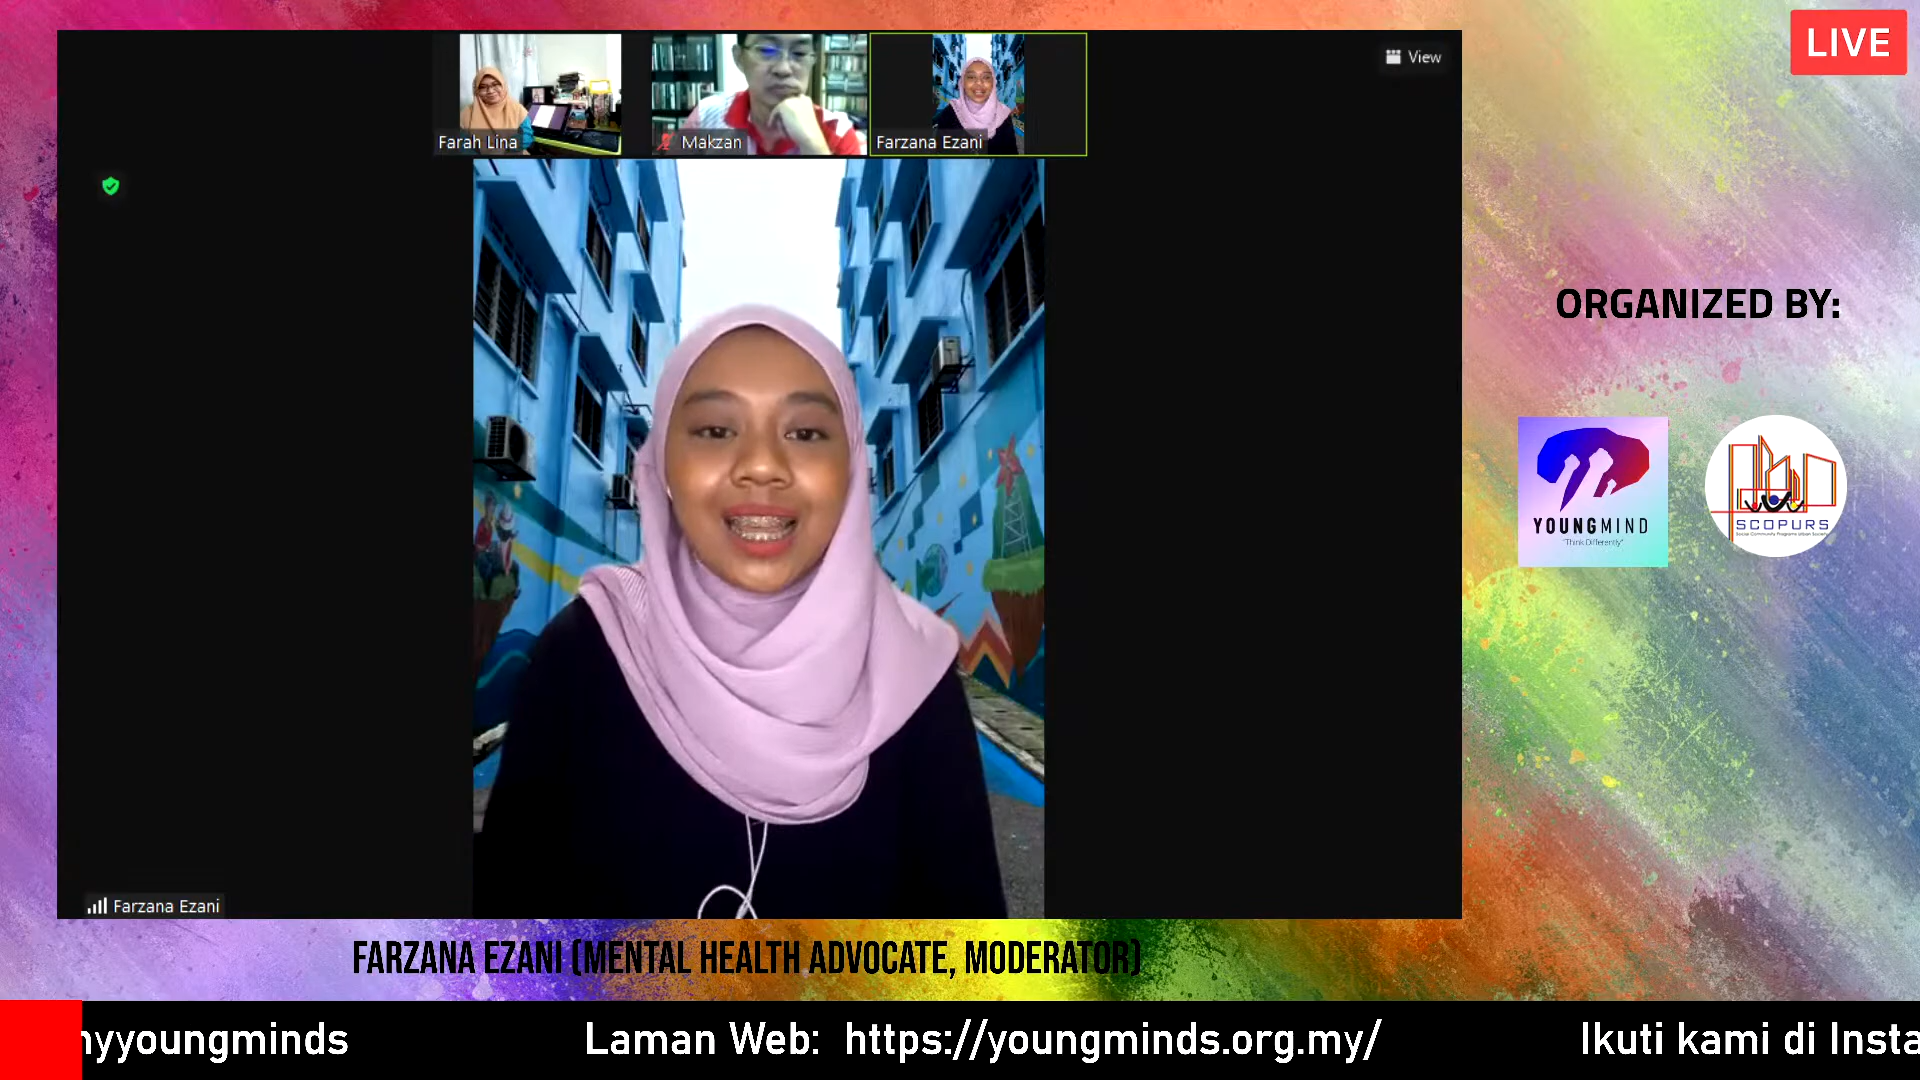 LIVE
View
Farah Lina
Makzan
Farzana Ezani
ORGANIZED BY:
YOUNGMIND
"Think Differently"
SCOPURS
Farzana Ezani
FARZANA EZANI (MENTAL HEALTH ADVOCATE, MODERATOR)
nyyoungminds Laman Web: https://youngminds.org.my/ Ikuti kami di Insta